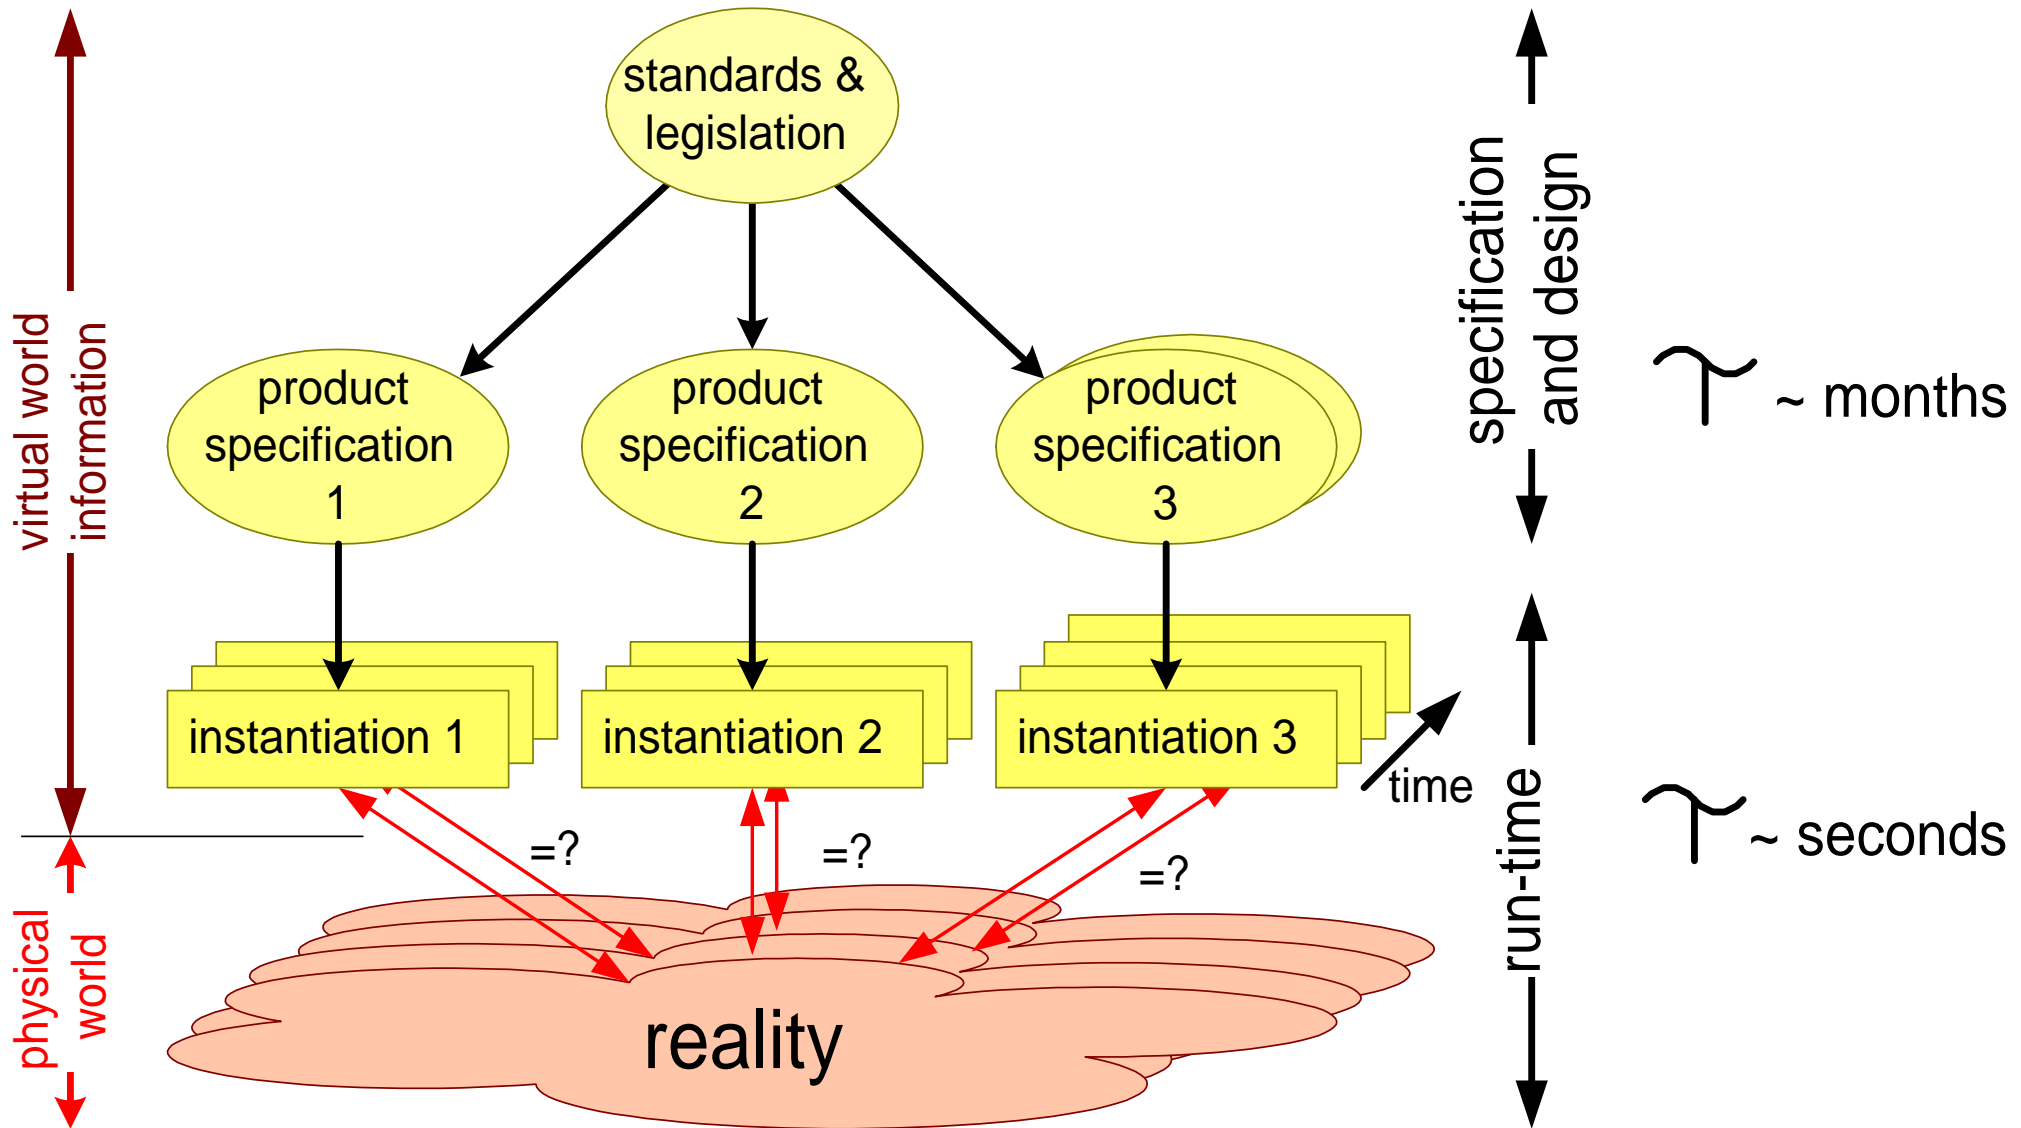 standards &
legislation
virtual world
information
product
specification
1
product
specification
2
product
specification
3
specification
and design
τ ~ months
instantiation 1
instantiation 2
instantiation 3
time
=?
=?
=?
run-time
τ ~ seconds
physical
world
reality